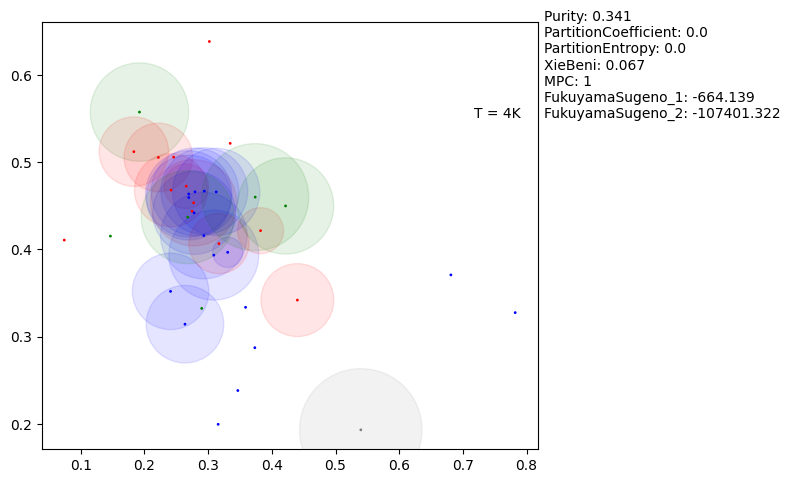 Purity: 0.341
PartitionCoefficient: 0.0
PartitionEntropy: 0.0
XieBeni: 0.067
MPC: 1
FukuyamaSugeno_1: -664.139
FukuyamaSugeno_2: -107401.322
T = 4K
0.6
0.5
0.4
0.3
0.2
0.1 0.2 0.3 0.4 0.5 0.6 0.7 0.8